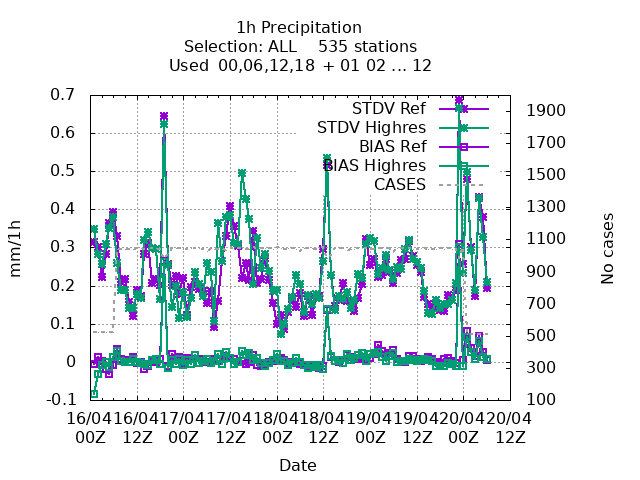 1h Precipitation
Selection: ALL 535 stations
Used 00,06,12,18 + 01 02 ... 12
0.7
0.6
0.5
0.4
0.3
0.2
0.1
0
-0.1
mm/1h
STDV Ref
STDV Highres
BIAS Ref
BIAS Highres
CASES
1900
1700
1500
1300
1100
900
700
500
300
100
No cases
16/04 16/04 17/04 17/04 18/04 18/04 19/04 19/04 20/04 20/04
00Z 12Z 00Z 12Z 00Z 12Z 00Z 12Z 00Z 12Z
Date